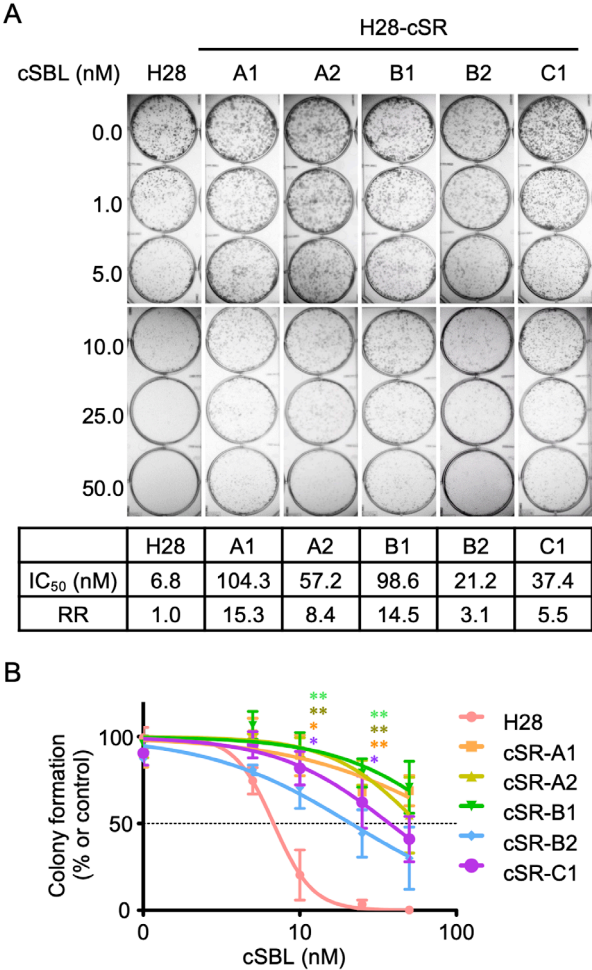 A
H28-cSR
cSBL (nM) H28 A1 A2 B1 B2 C1
0.0
1.0
5.0
10.0
25.0
50.0
H28 A1 A2 B1 B2 C1
IC50 (nM) 6.8 104.3 57.2 98.6 21.2 37.4
RR 1.0 15.3 8.4 14.5 3.1 5.5
B
Colony formation
(% or control)
100
50
0
** **
** **
* **
* *
0 10 100
cSBL (nM)
H28
cSR-A1
cSR-A2
cSR-B1
cSR-B2
cSR-C1